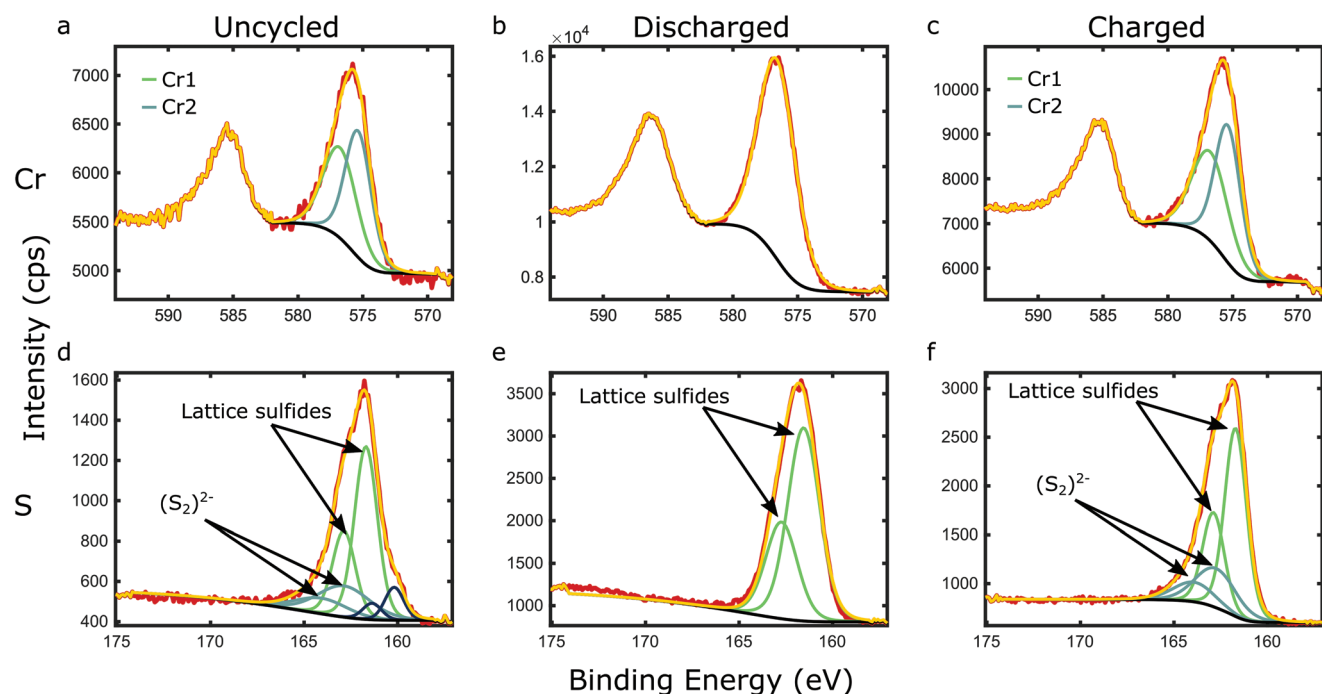 a Uncycled b Discharged c Charged
×10⁴
Cr1
Cr2
7000
6500
6000
5500
5000
590 585 580 575 570
1.6
1.4
1.2
1.0
0.8
590 585 580 575 570
Cr1
Cr2
10000
9000
8000
7000
6000
590 585 580 575 570
Cr
Intensity (cps)
S
d
Lattice sulfides
(S₂)²⁻
1600
1400
1200
1000
800
600
400
175 170 165 160
e
Lattice sulfides
3500
3000
2500
2000
1500
1000
170 165 160
f
Lattice sulfides
(S₂)²⁻
3000
2500
2000
1500
1000
175 170 165 160
175
Binding Energy (eV)